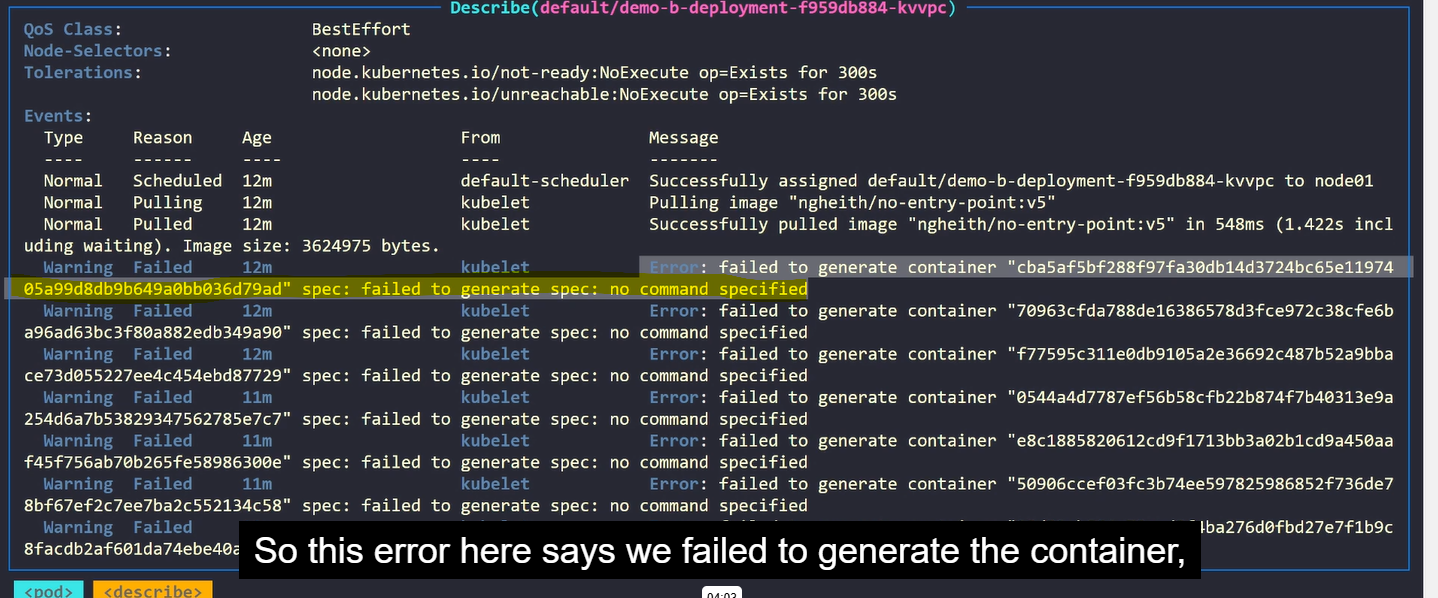 Describe(default/demo-b-deployment-f959db884-kvvpc)
QoS Class: BestEffort
Node-Selectors: <none>
Tolerations: node.kubernetes.io/not-ready:NoExecute op=Exists for 300s
node.kubernetes.io/unreachable:NoExecute op=Exists for 300s
Events:
Type Reason Age From Message
---- ------ ---- ---- -------
Normal Scheduled 12m default-scheduler Successfully assigned default/demo-b-deployment-f959db884-kvvpc to node01
Normal Pulling 12m kubelet Pulling image "ngheith/no-entry-point:v5"
Normal Pulled 12m kubelet Successfully pulled image "ngheith/no-entry-point:v5" in 548ms (1.422s incl
uding waiting). Image size: 3624975 bytes.
Warning Failed 12m kubelet Error: failed to generate container "cba5af5bf288f97fa30db14d3724bc65e11974
05a99d8db9b649a0bb036d79ad" spec: failed to generate spec: no command specified
Warning Failed 12m kubelet Error: failed to generate container "70963cfda788de16386578d3fce972c38cfe6b
a96ad63bc3f80a882edb349a90" spec: failed to generate spec: no command specified
Warning Failed 12m kubelet Error: failed to generate container "f77595c311e0db9105a2e36692c487b52a9bba
ce73d055227ee4c454ebd87729" spec: failed to generate spec: no command specified
Warning Failed 11m kubelet Error: failed to generate container "0544a4d7787ef56b58cfb22b874f7b40313e9a
254d6a7b53829347562785e7c7" spec: failed to generate spec: no command specified
Warning Failed 11m kubelet Error: failed to generate container "e8c1885820612cd9f1713bb3a02b1cd9a450aa
f45f756ab70b265fe58986300e" spec: failed to generate spec: no command specified
Warning Failed 11m kubelet Error: failed to generate container "50906ccef03fc3b74ee597825986852f736de7
8bf67ef2c7ee7ba2c552134c58" spec: failed to generate spec: no command specified
Warning Failed 4ba276d0fbd27e7f1b9c
8facdb2af601da74ebe40a
So this error here says we failed to generate the container,
<pod> <describe>
04:03